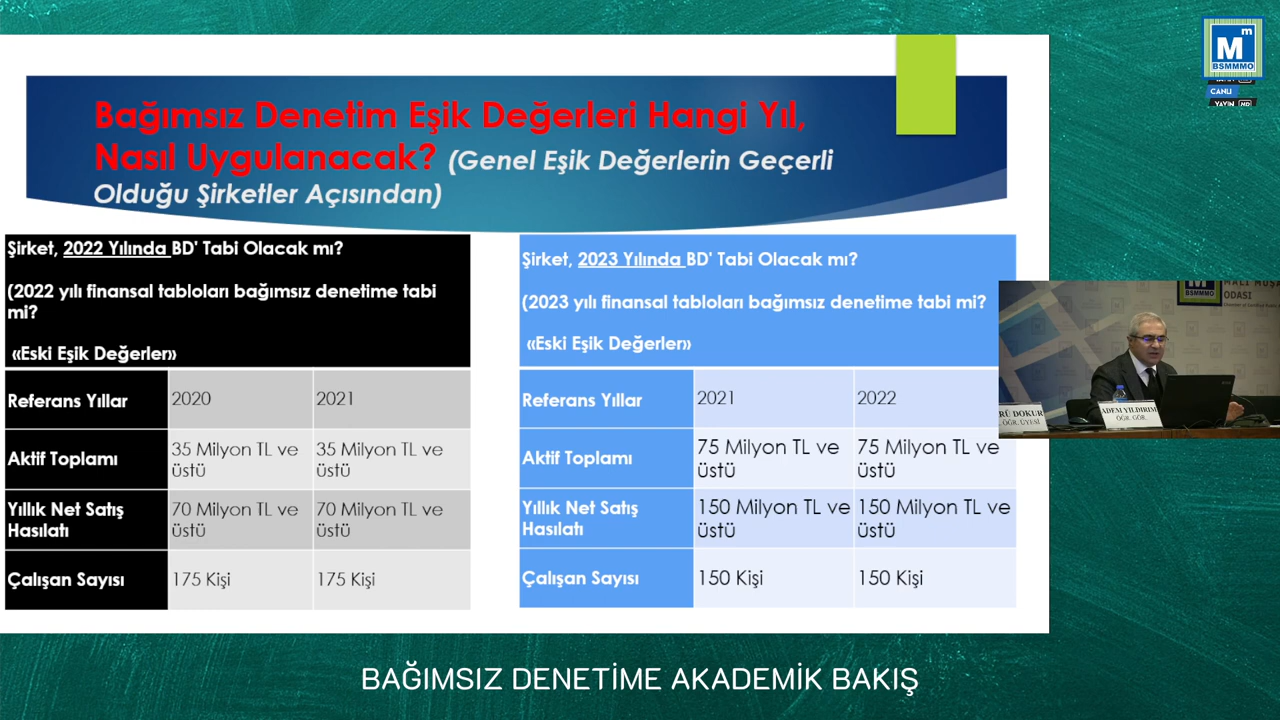 Mm
BSMMMO
CANLI
YAYIN HD
Bağımsız Denetim Eşik Değerleri Hangi Yıl,
Nasıl Uygulanacak? (Genel Eşik Değerlerin Geçerli
Olduğu Şirketler Açısından)
Şirket, 2022 Yılında BD' Tabi Olacak mı?
(2022 yılı finansal tabloları bağımsız denetime tabi
mi?
«Eski Eşik Değerler»
Referans Yıllar 2020 2021
Aktif Toplamı 35 Milyon TL ve üstü 35 Milyon TL ve üstü
Yıllık Net Satış Hasılatı 70 Milyon TL ve üstü 70 Milyon TL ve üstü
Çalışan Sayısı 175 Kişi 175 Kişi
Şirket, 2023 Yılında BD' Tabi Olacak mı?
(2023 yılı finansal tabloları bağımsız denetime tabi mi?
«Eski Eşik Değerler»
Referans Yıllar 2021 2022
Aktif Toplamı 75 Milyon TL ve üstü 75 Milyon TL ve üstü
Yıllık Net Satış Hasılatı 150 Milyon TL ve üstü 150 Milyon TL ve üstü
Çalışan Sayısı 150 Kişi 150 Kişi
BSMMMO
ODASI
RÜ DOKUR
ÖĞR. ÜYESİ
ADEM YILDIRIM
ÖĞR. GÖR.
BAĞIMSIZ DENETİME AKADEMİK BAKIŞ